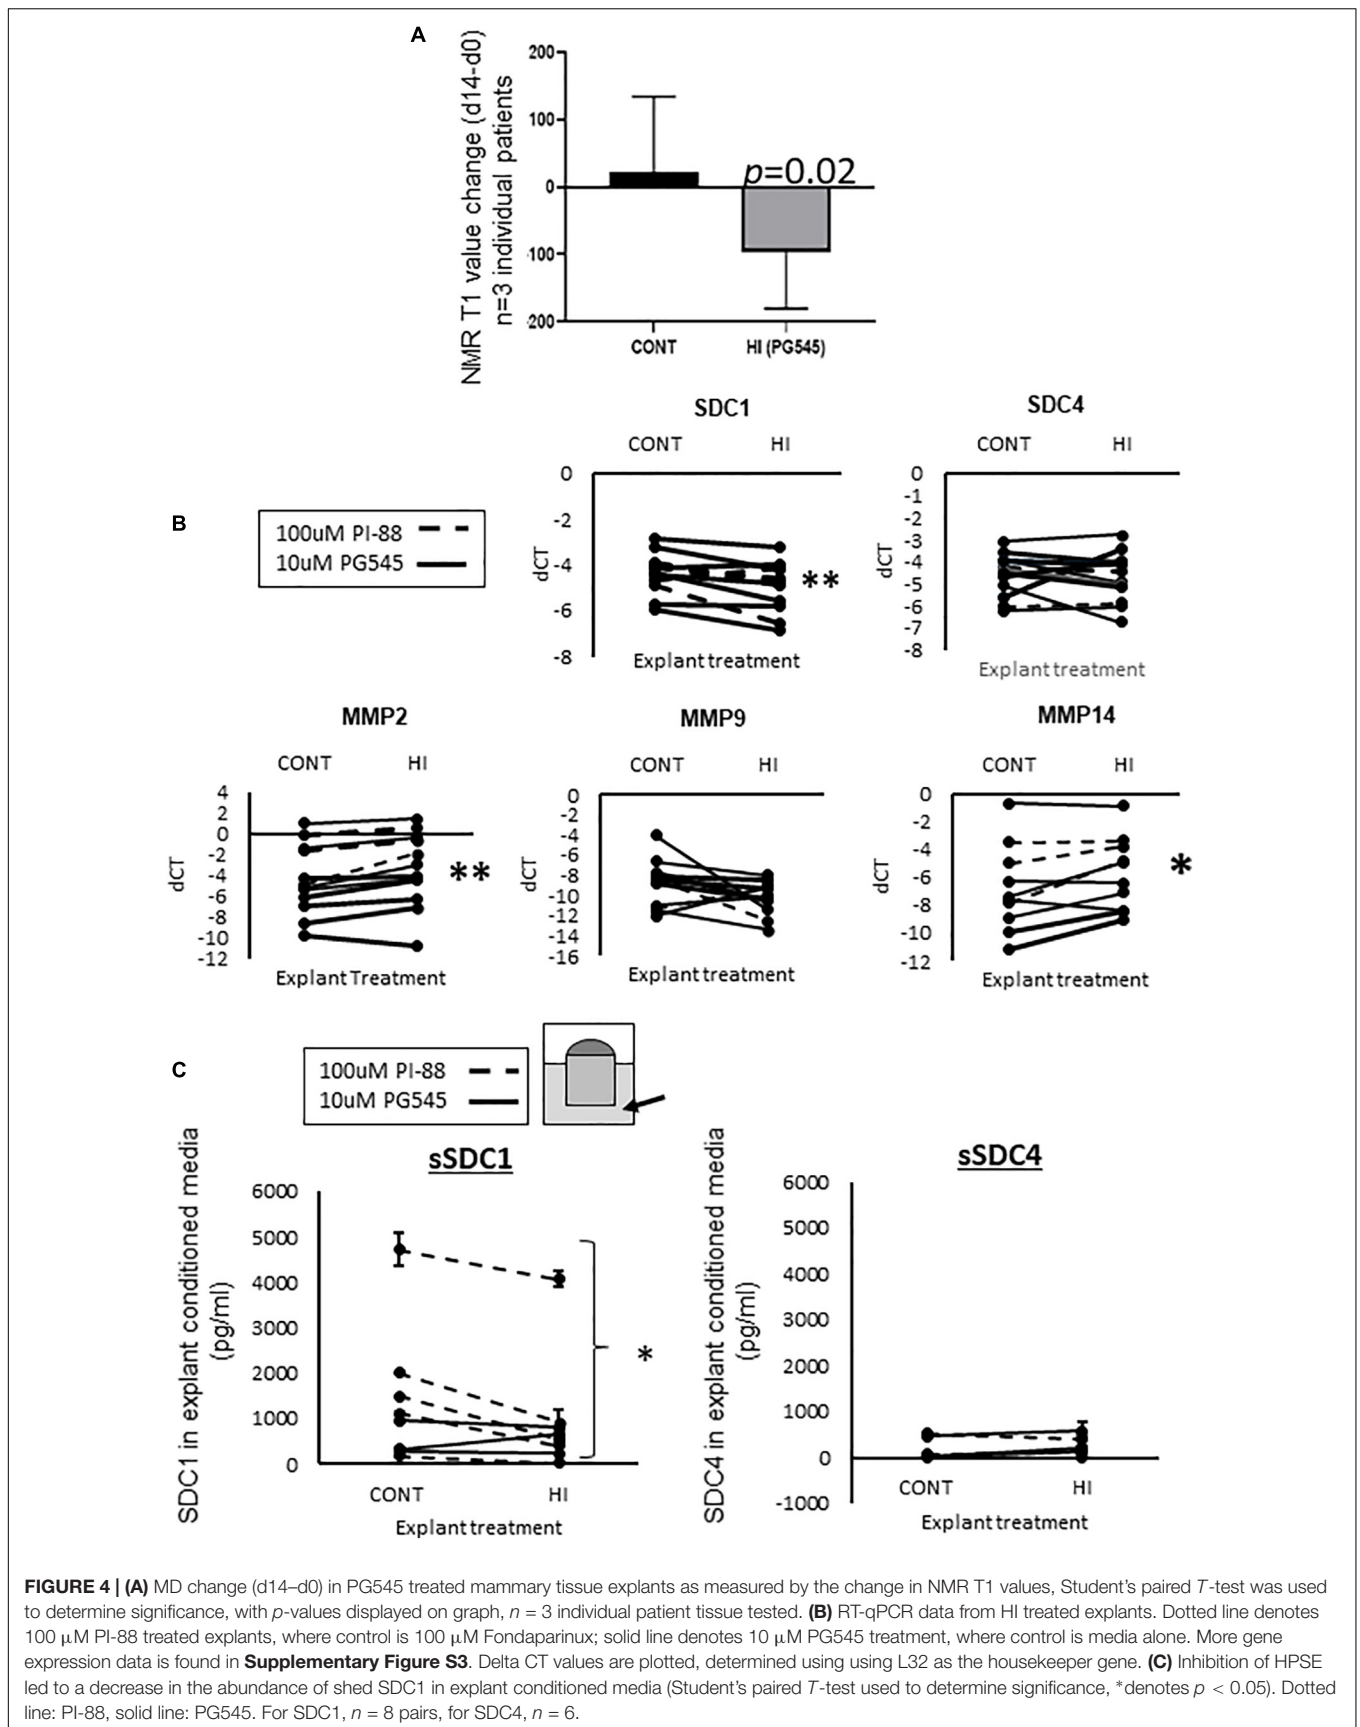 A
NMR T1 value change (d14-d0)
n=3 individual patients
200
100
0
-100
-200
p=0.02
CONT
HI (PG545)
B
100uM PI-88
10uM PG545
SDC1
CONT HI
dCT
0
-2
-4
-6
-8
**
Explant treatment
SDC4
CONT HI
dCT
0
-1
-2
-3
-4
-5
-6
-7
-8
Explant treatment
MMP2
CONT HI
dCT
4
2
0
-2
-4
-6
-8
-10
-12
**
Explant Treatment
MMP9
CONT HI
dCT
0
-2
-4
-6
-8
-10
-12
-14
-16
Explant treatment
MMP14
CONT HI
0
-2
-4
-6
-8
-10
-12
*
Explant treatment
C
100uM PI-88
10uM PG545
sSDC1
SDC1 in explant conditioned media
(pg/ml)
6000
5000
4000
3000
2000
1000
0
*
CONT HI
Explant treatment
sSDC4
SDC4 in explant conditioned media
(pg/ml)
6000
5000
4000
3000
2000
1000
0
-1000
CONT HI
Explant treatment
FIGURE 4 | (A) MD change (d14–d0) in PG545 treated mammary tissue explants as measured by the change in NMR T1 values, Student's paired T-test was used
to determine significance, with p-values displayed on graph, n = 3 individual patient tissue tested. (B) RT-qPCR data from HI treated explants. Dotted line denotes
100 μM PI-88 treated explants, where control is 100 μM Fondaparinux; solid line denotes 10 μM PG545 treatment, where control is media alone. More gene
expression data is found in Supplementary Figure S3. Delta CT values are plotted, determined using using L32 as the housekeeper gene. (C) Inhibition of HPSE
led to a decrease in the abundance of shed SDC1 in explant conditioned media (Student's paired T-test used to determine significance, *denotes p < 0.05). Dotted
line: PI-88, solid line: PG545. For SDC1, n = 8 pairs, for SDC4, n = 6.